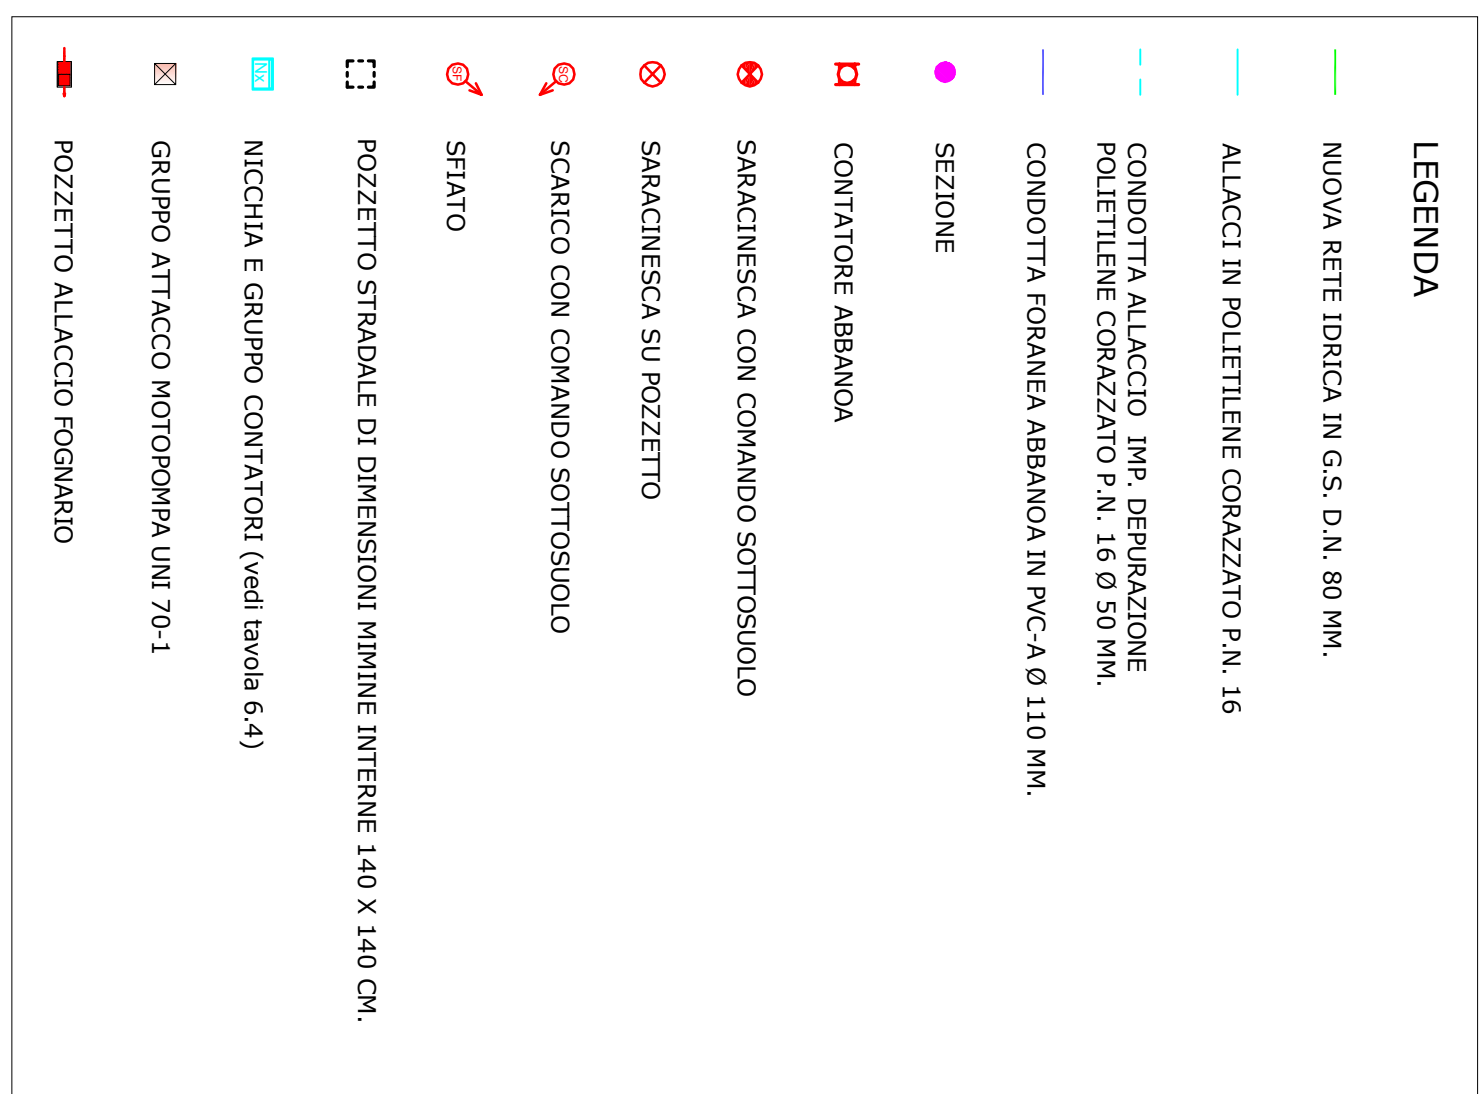 LEGENDA
NUOVA RETE IDRICA IN G.S. D.N. 80 MM.
ALLACCI IN POLIETILENE CORAZZATO P.N. 16
CONDOTTA ALLACCIO IMP. DEPURAZIONE
POLIETILENE CORAZZATO P.N. 16 Ø 50 MM.
CONDOTTA FORANEA ABBANOA IN PVC-A Ø 110 MM.
SEZIONE
CONTATORE ABBANOA
SARACINESCA CON COMANDO SOTTOSUOLO
SARACINESCA SU POZZETTO
SC
SCARICO CON COMANDO SOTTOSUOLO
SF
SFIATO
POZZETTO STRADALE DI DIMENSIONI MIMINE INTERNE 140 X 140 CM.
Nx
NICCHIA E GRUPPO CONTATORI (vedi tavola 6.4)
GRUPPO ATTACCO MOTOPOMPA UNI 70-1
POZZETTO ALLACCIO FOGNARIO